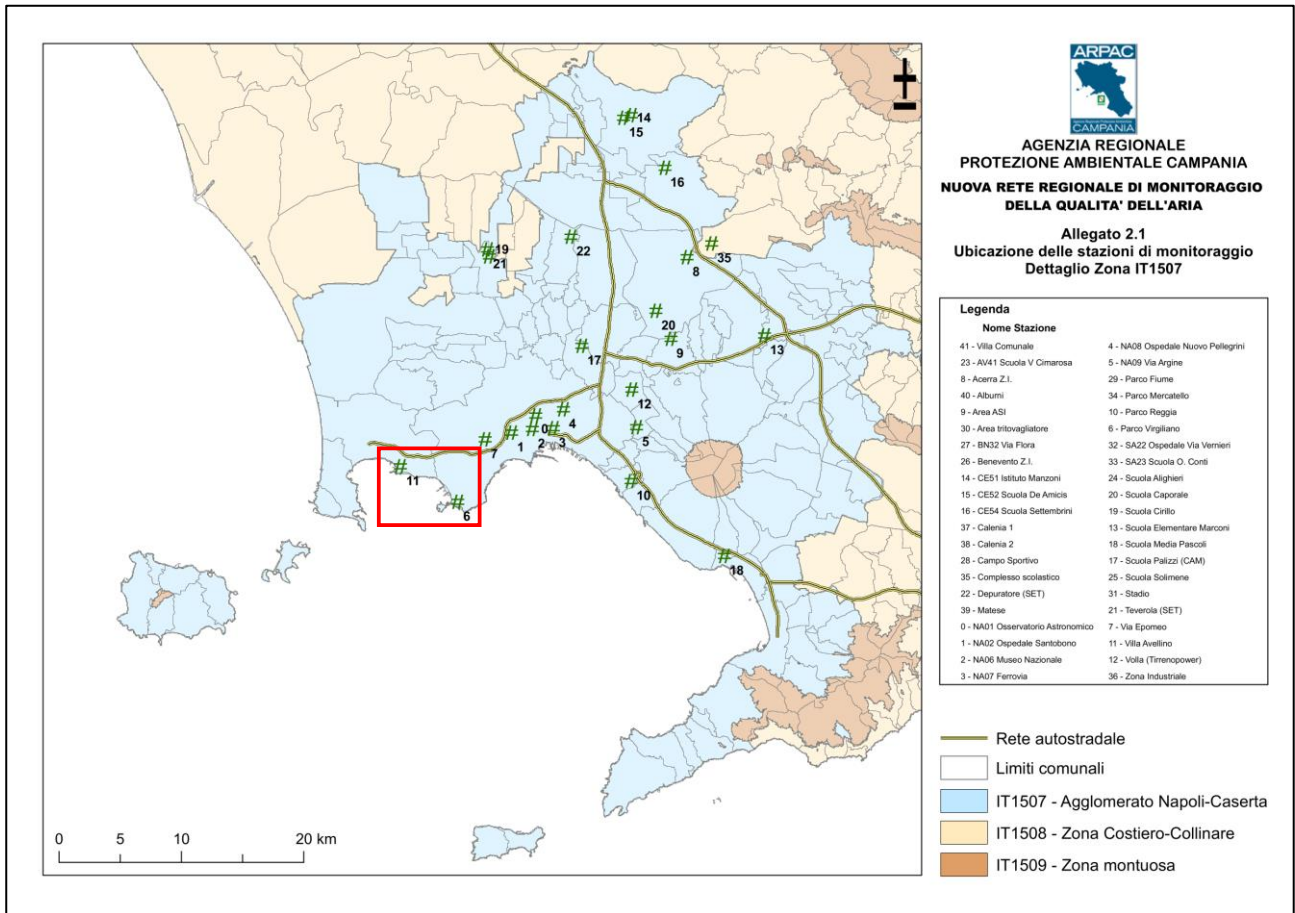 ARPAC
CAMPANIA
AGENZIA REGIONALE
PROTEZIONE AMBIENTALE CAMPANIA
NUOVA RETE REGIONALE DI MONITORAGGIO
DELLA QUALITA' DELL'ARIA
Allegato 2.1
Ubicazione delle stazioni di monitoraggio
Dettaglio Zona IT1507
Legenda
Nome Stazione
41 - Villa Comunale
23 - AV41 Scuola V Cimarosa
8 - Acerra Z.I.
40 - Alburni
9 - Area ASI
30 - Area tritovagliatore
27 - BN32 Via Flora
26 - Benevento Z.I.
14 - CE51 Istituto Manzoni
15 - CE52 Scuola De Amicis
16 - CE54 Scuola Settembrini
37 - Calenia 1
38 - Calenia 2
28 - Campo Sportivo
35 - Complesso scolastico
22 - Depuratore (SET)
39 - Matese
0 - NA01 Osservatorio Astronomico
1 - NA02 Ospedale Santobono
2 - NA06 Museo Nazionale
3 - NA07 Ferrovia
4 - NA08 Ospedale Nuovo Pellegrini
5 - NA09 Via Argine
29 - Parco Fiume
34 - Parco Mercatello
10 - Parco Reggia
6 - Parco Virgiliano
32 - SA22 Ospedale Via Vernieri
33 - SA23 Scuola O. Conti
24 - Scuola Alighieri
20 - Scuola Caporale
19 - Scuola Cirillo
13 - Scuola Elementare Marconi
18 - Scuola Media Pascoli
17 - Scuola Palizzi (CAM)
25 - Scuola Solimene
31 - Stadio
21 - Teverola (SET)
7 - Via Epomeo
11 - Villa Avellino
12 - Volla (Tirrenopower)
36 - Zona Industriale
Rete autostradale
Limiti comunali
IT1507 - Agglomerato Napoli-Caserta
IT1508 - Zona Costiero-Collinare
IT1509 - Zona montuosa
14
15
16
19
21
22
35
8
20
9
13
17
12
5
4
0
2
3
1
7
11
6
10
18
0 5 10 20 km